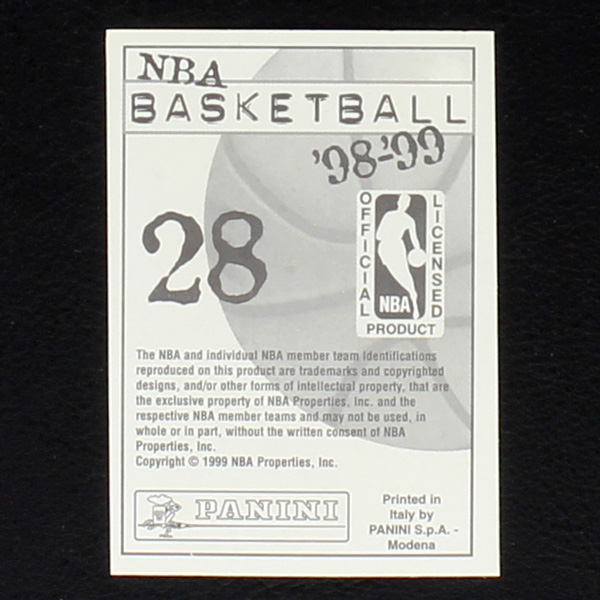 NBA
BASKETBALL
'98-'99
28
OFFICIAL
LICENSED
NBA
PRODUCT
The NBA and individual NBA member team identifications
reproduced on this product are trademarks and copyrighted
designs, and/or other forms of intellectual property, that are
the exclusive property of NBA Properties, Inc. and the
respective NBA member teams and may not be used, in
whole or in part, without the written consent of NBA
Properties, Inc.
Copyright © 1999 NBA Properties, Inc.
PANINI
Printed in
Italy by
PANINI S.p.A. -
Modena